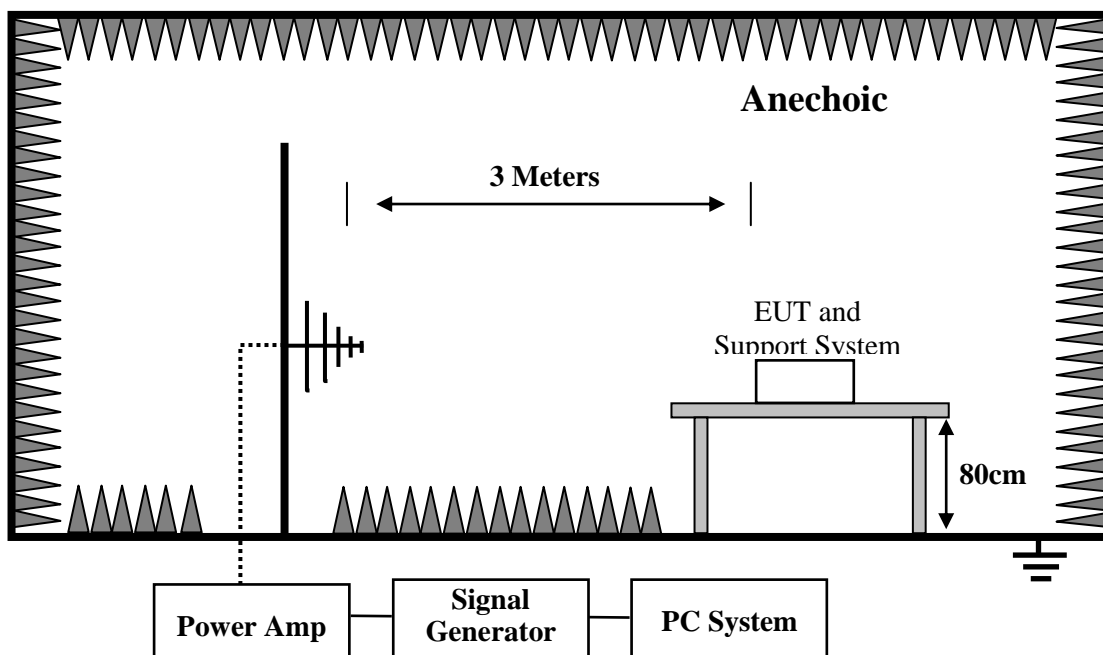 Anechoic
3 Meters
EUT and
Support System
80cm
Power Amp
Signal
Generator
PC System